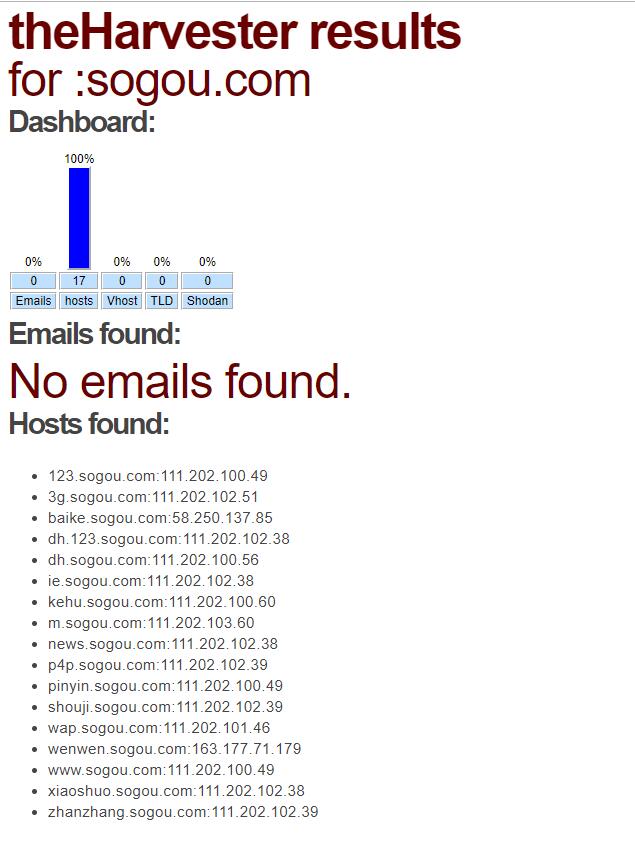 theHarvester results
for :sogou.com
Dashboard:
100%
0% 0% 0% 0%
0 17 0 0 0
Emails hosts Vhost TLD Shodan
Emails found:
No emails found.
Hosts found:
123.sogou.com:111.202.100.49
3g.sogou.com:111.202.102.51
baike.sogou.com:58.250.137.85
dh.123.sogou.com:111.202.102.38
dh.sogou.com:111.202.100.56
ie.sogou.com:111.202.102.38
kehu.sogou.com:111.202.100.60
m.sogou.com:111.202.103.60
news.sogou.com:111.202.102.38
p4p.sogou.com:111.202.102.39
pinyin.sogou.com:111.202.100.49
shouji.sogou.com:111.202.102.39
wap.sogou.com:111.202.101.46
wenwen.sogou.com:163.177.71.179
www.sogou.com:111.202.100.49
xiaoshuo.sogou.com:111.202.102.38
zhanzhang.sogou.com:111.202.102.39